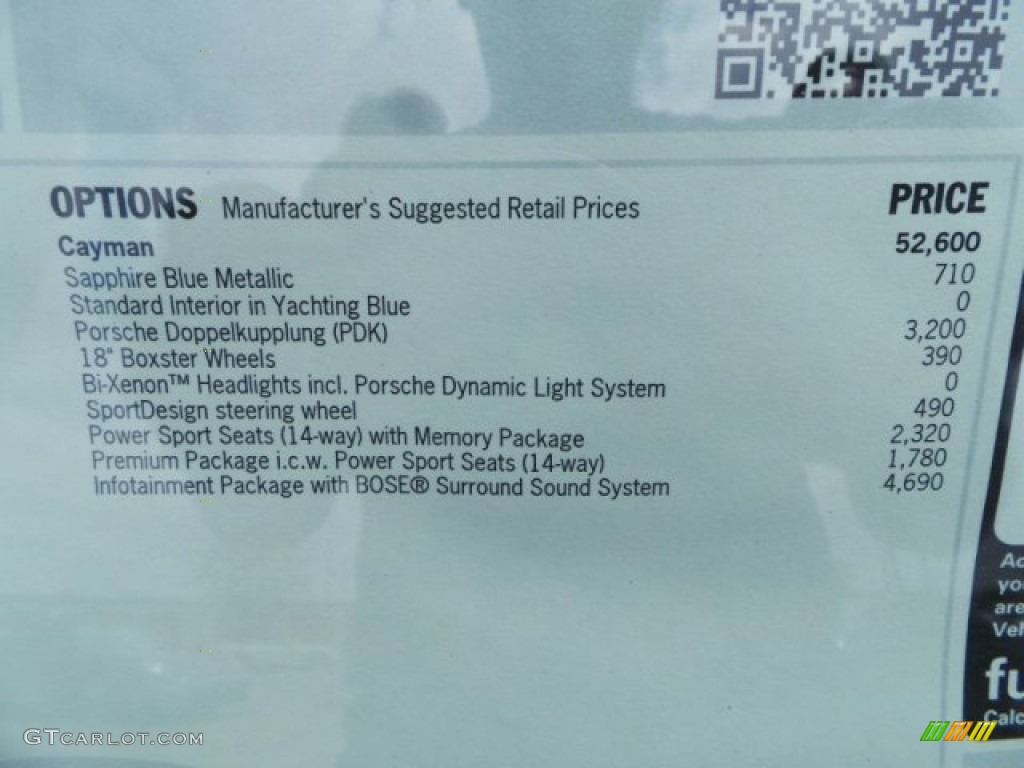 OPTIONS Manufacturer's Suggested Retail Prices PRICE
Cayman 52,600
Sapphire Blue Metallic 710
Standard Interior in Yachting Blue 0
Porsche Doppelkupplung (PDK) 3,200
18" Boxster Wheels 390
Bi-Xenon™ Headlights incl. Porsche Dynamic Light System 0
SportDesign steering wheel 490
Power Sport Seats (14-way) with Memory Package 2,320
Premium Package i.c.w. Power Sport Seats (14-way) 1,780
Infotainment Package with BOSE® Surround Sound System 4,690
are
GTCARLOT.COM